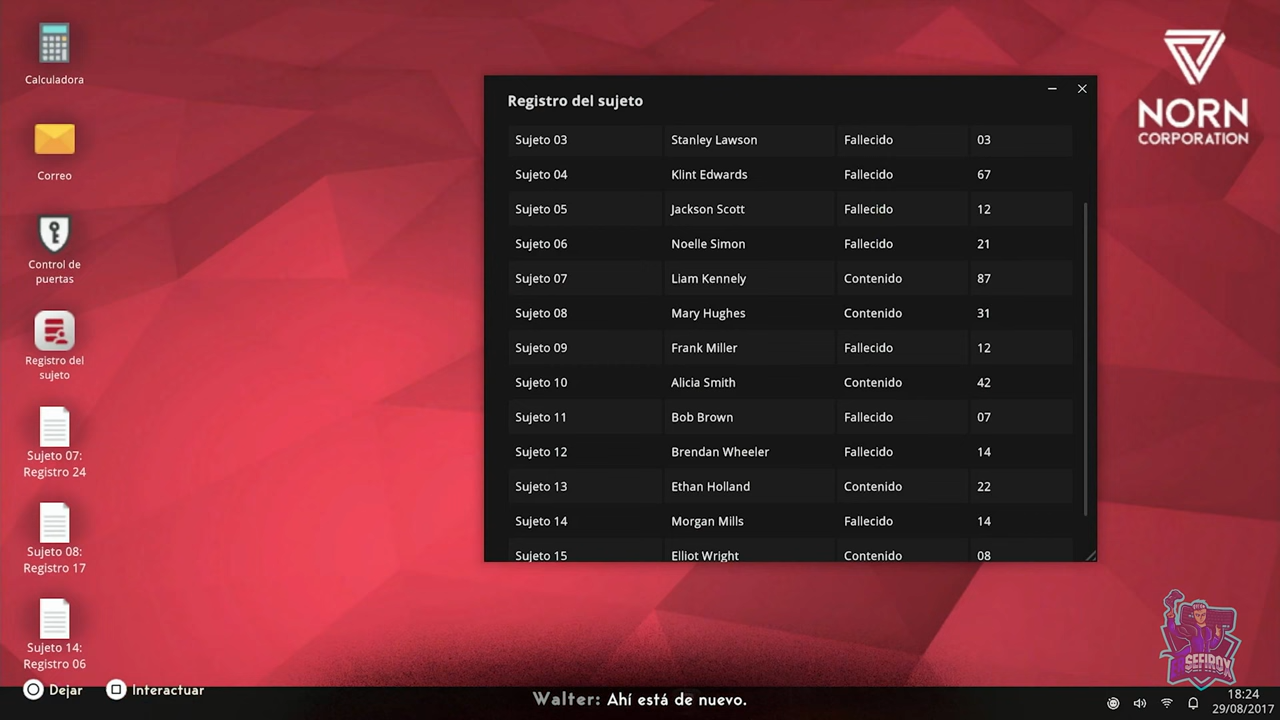 Calculadora
Correo
Control de
puertas
Registro del
sujeto
Sujeto 07:
Registro 24
Sujeto 08:
Registro 17
Sujeto 14:
Registro 06
Registro del sujeto
Sujeto 03 Stanley Lawson Fallecido 03
Sujeto 04 Klint Edwards Fallecido 67
Sujeto 05 Jackson Scott Fallecido 12
Sujeto 06 Noelle Simon Fallecido 21
Sujeto 07 Liam Kennely Contenido 87
Sujeto 08 Mary Hughes Contenido 31
Sujeto 09 Frank Miller Fallecido 12
Sujeto 10 Alicia Smith Contenido 42
Sujeto 11 Bob Brown Fallecido 07
Sujeto 12 Brendan Wheeler Fallecido 14
Sujeto 13 Ethan Holland Contenido 22
Sujeto 14 Morgan Mills Fallecido 14
Sujeto 15 Elliot Wright Contenido 08
NORN
CORPORATION
SEFIROX
Dejar Interactuar
Walter: Ahí está de nuevo.
18:24
29/08/2017